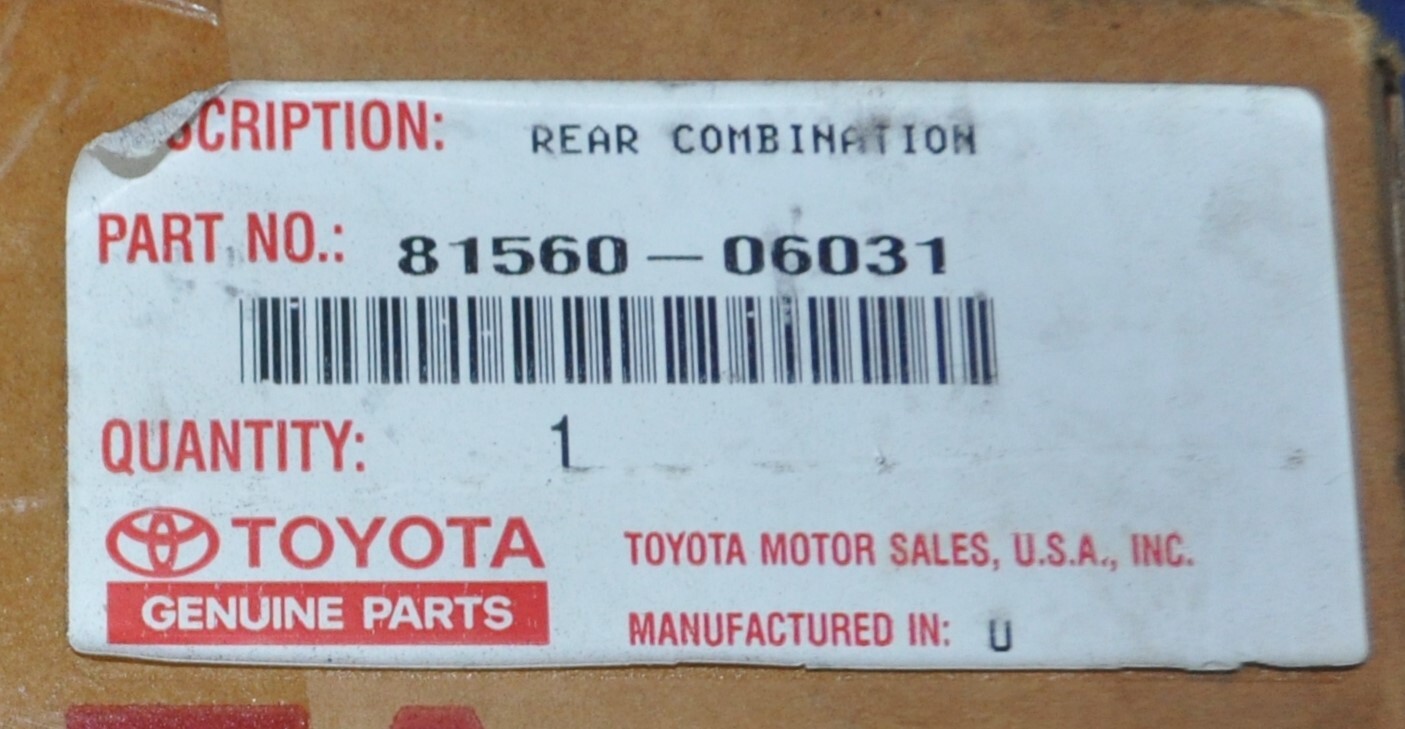 SCRIPTION: REAR COMBINATION
PART NO.: 81560-06031
QUANTITY: 1
TOYOTA
GENUINE PARTS
TOYOTA MOTOR SALES, U.S.A., INC.
MANUFACTURED IN: U